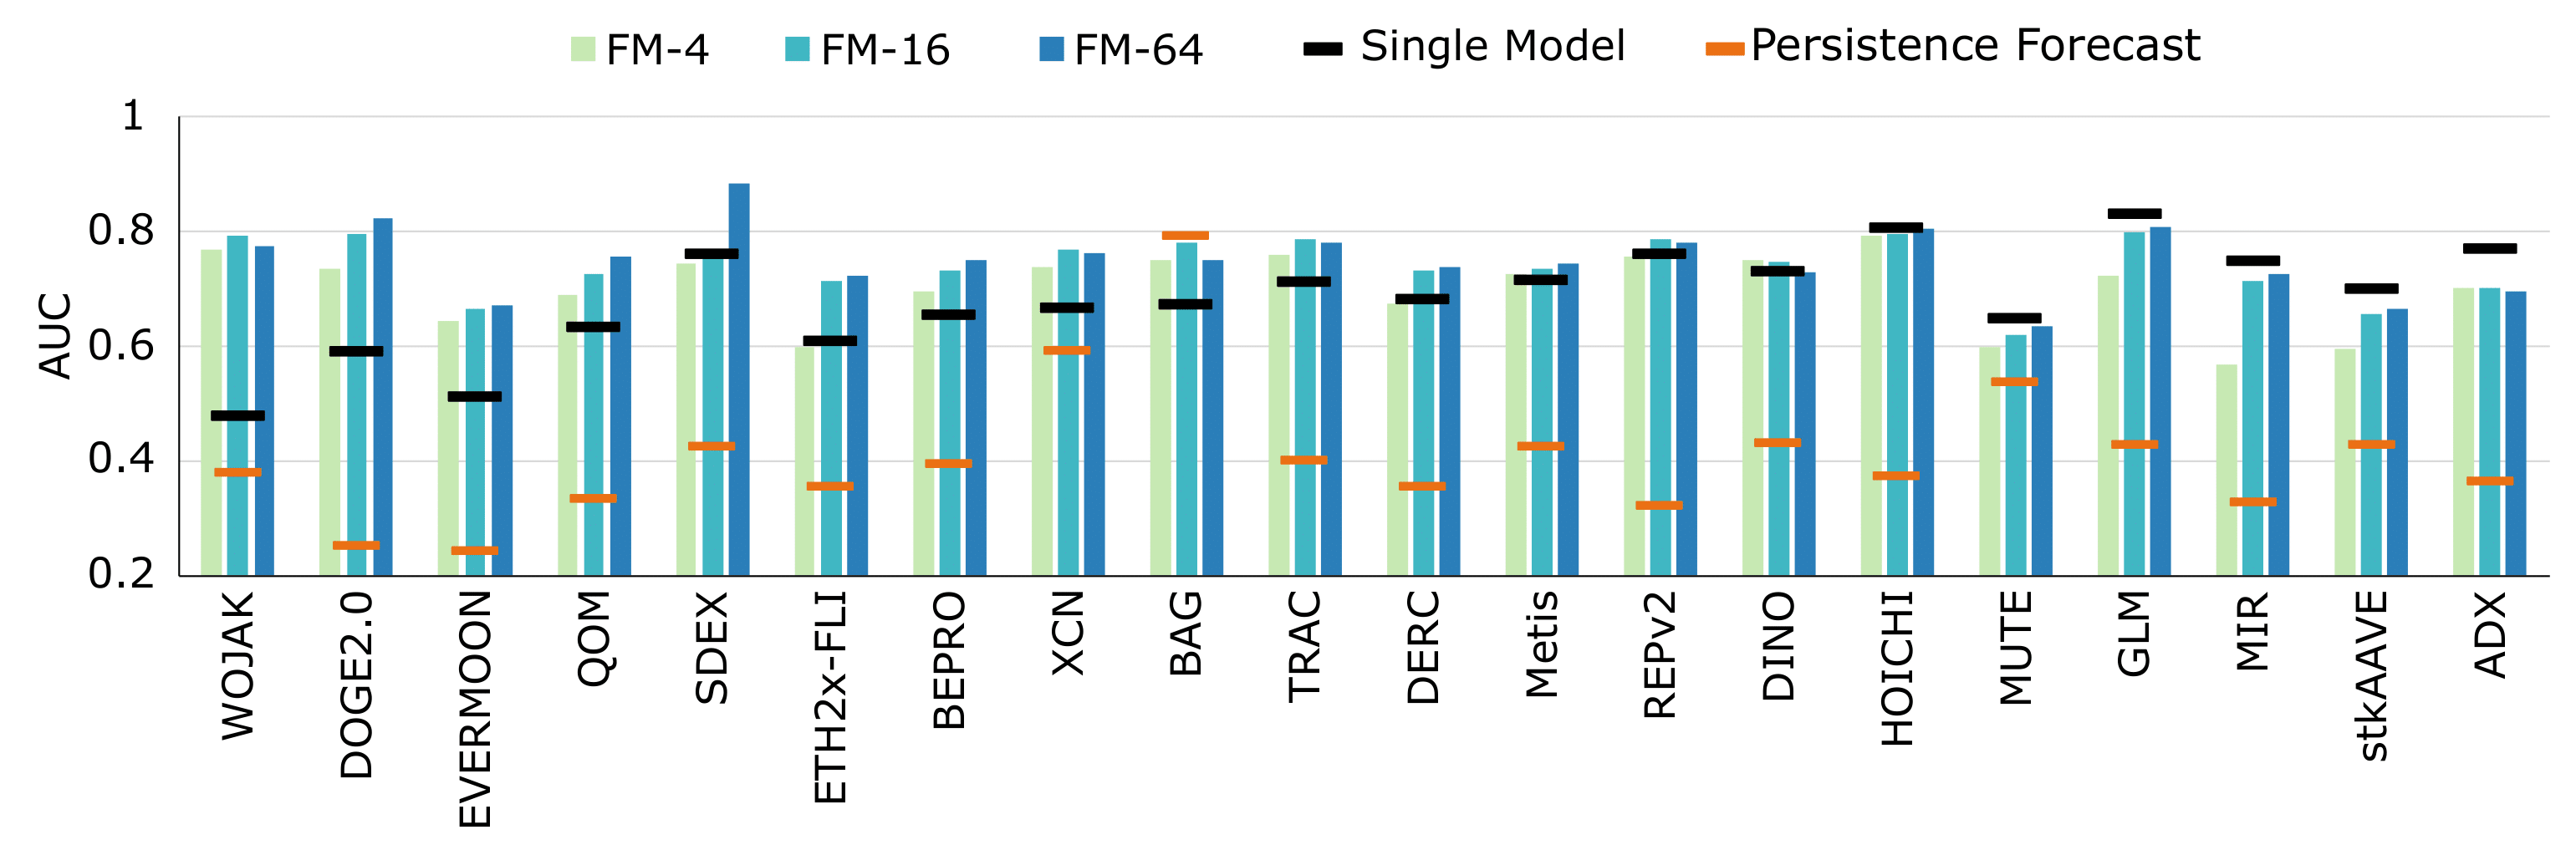 FM-4 FM-16 FM-64 Single Model Persistence Forecast
1
0.8
0.6
0.4
0.2
AUC
WOJAK
DOGE2.0
EVERMOON
QOM
SDEX
ETH2x-FLI
BEPRO
XCN
BAG
TRAC
DERC
Metis
REPv2
DINO
HOICHI
MUTE
GLM
MIR
stkAAVE
ADX